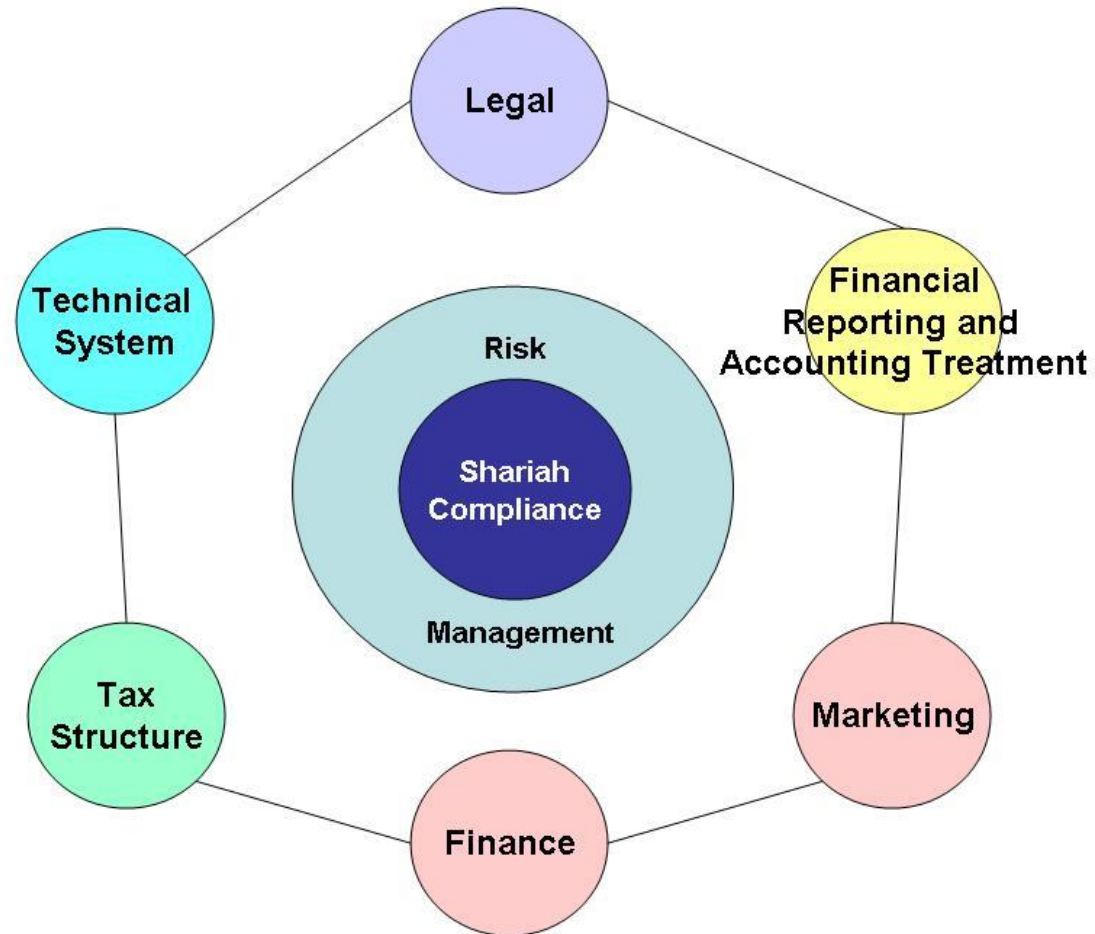 Legal
Technical
System
Financial
Reporting and
Accounting Treatment
Risk
Shariah
Compliance
Management
Tax
Structure
Marketing
Finance